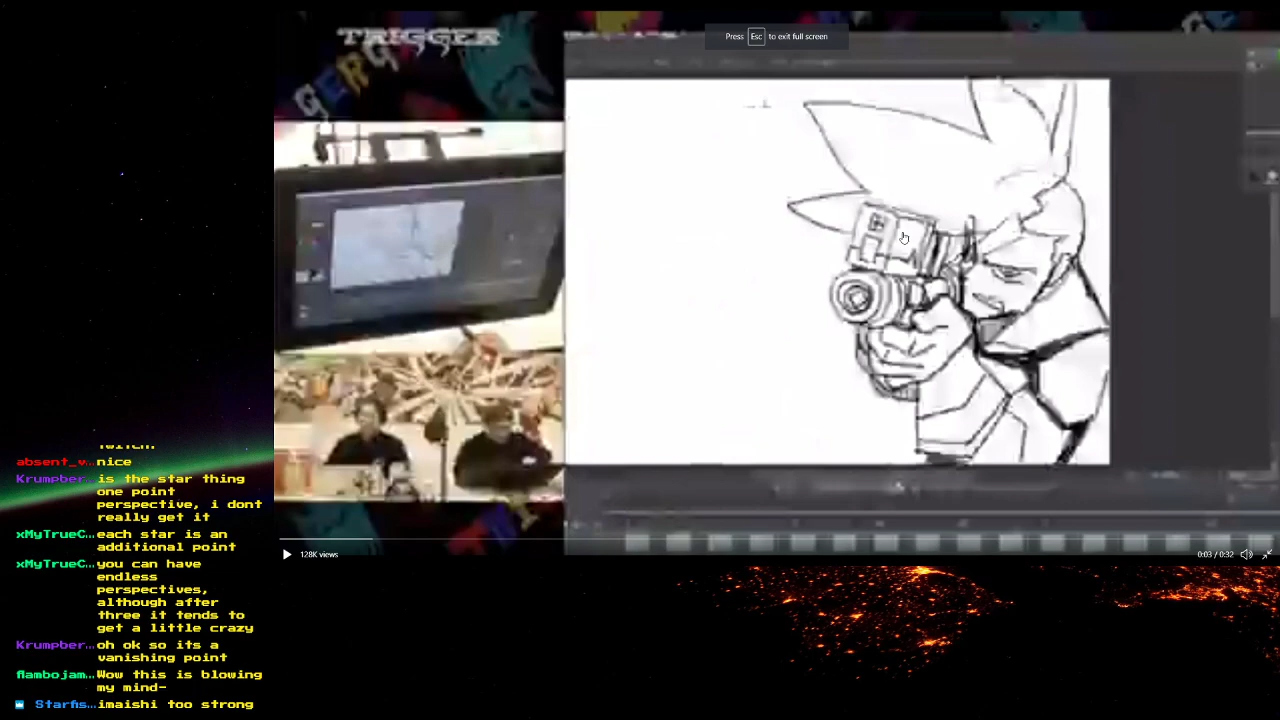 TRIGGER
Press Esc to exit full screen
absent_v...nice
Krumpber...is the star thing
one point
perspective, i dont
really get it
xMyTrueC...each star is an
additional point
xMyTrueC...you can have
endless
perspectives,
although after
three it tends to
get a little crazy
Krumpber...oh ok so its a
vanishing point
flambojam...Wow this is blowing
my mind-
Starfis...imaishi too strong
128K views
0:03 / 0:32